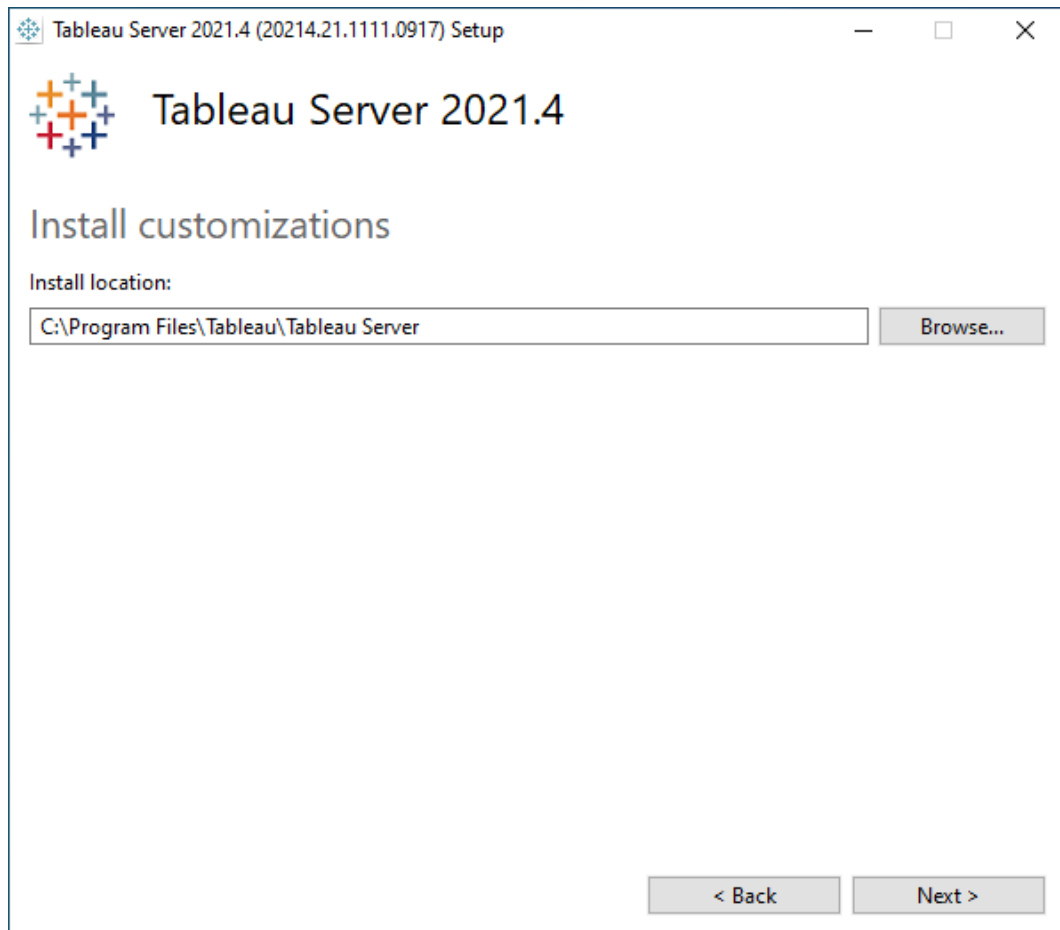 Tableau Server 2021.4 (20214.21.1111.0917) Setup
Tableau Server 2021.4
Install customizations
Install location:
C:\Program Files\Tableau\Tableau Server
Browse...
< Back
Next >